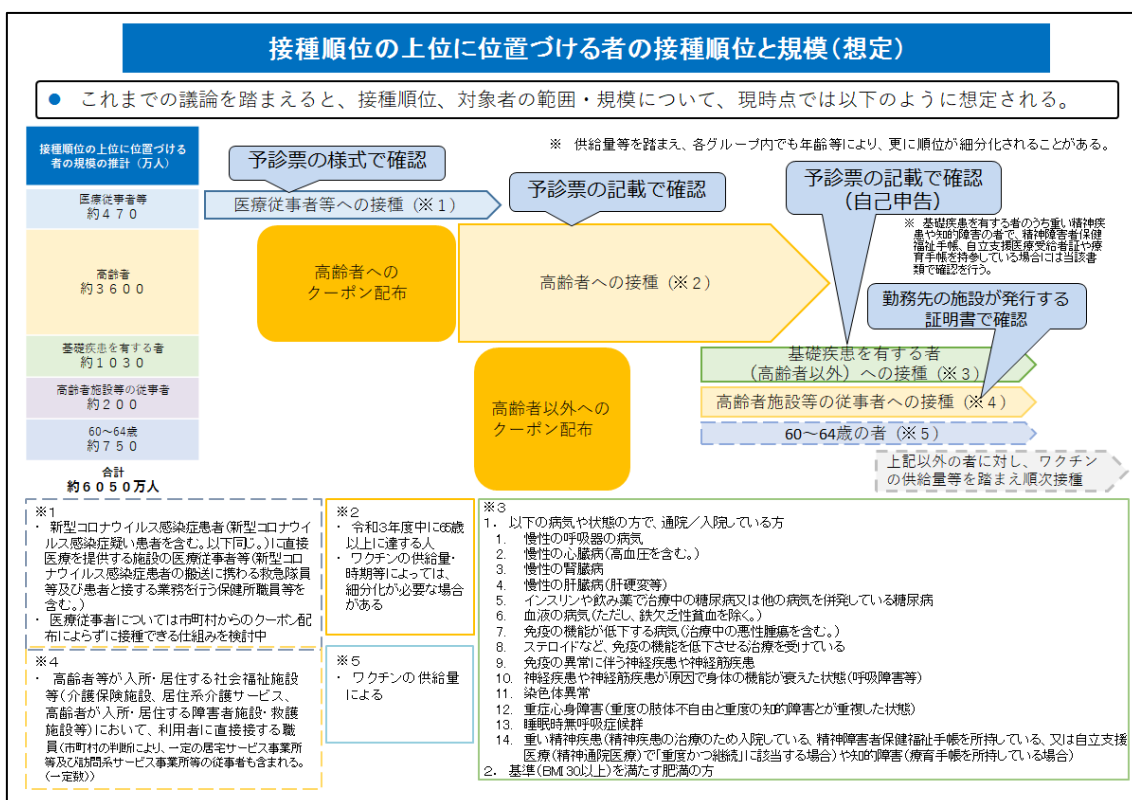 接種順位の上位に位置づける者の接種順位と規模(想定)
● これまでの議論を踏まえると、接種順位、対象者の範囲・規模について、現時点では以下のように想定される。
接種順位の上位に位置づける
者の規模の推計（万人）
※ 供給量等を踏まえ、各グループ内でも年齢等により、更に順位が細分化されることがある。
予診票の様式で確認
予診票の記載で確認
予診票の記載で確認
(自己申告)
医療従事者等
約４７０
医療従事者等への接種（※１）
※ 基礎疾患を有する者のうち重い精神疾
患や知的障害の者で、精神障害者保健
福祉手帳、自立支援医療受給者証や療
育手帳を持参している場合には当該書
類で確認を行う。
高齢者
約３６００
高齢者への
クーポン配布
高齢者への接種（※２）
勤務先の施設が発行する
証明書で確認
基礎疾患を有する者
約１０３０
基礎疾患を有する者
（高齢者以外）への接種（※３）
高齢者施設等の従事者
約２００
高齢者以外への
クーポン配布
高齢者施設等の従事者への接種（※４）
60～64歳
約７５０
60～64歳の者（※５）
合計
約６０５０万人
上記以外の者に対し、ワクチン
の供給量等を踏まえ順次接種
※1
・ 新型コロナウイルス感染症患者(新型コロナウイ
ルス感染症疑い患者を含む。以下同じ。)に直接
医療を提供する施設の医療従事者等(新型コロ
ナウイルス感染症患者の搬送に携わる救急隊員
等及び患者と接する業務を行う保健所職員等を
含む。)
・ 医療従事者については市町村からのクーポン配
布によらずに接種できる仕組みを検討中
※2
・ 令和3年度中に65歳
以上に達する人
・ ワクチンの供給量・
時期等によっては、
細分化が必要な場合
がある
※3
1. 以下の病気や状態の方で、通院／入院している方
1. 慢性の呼吸器の病気
2. 慢性の心臓病(高血圧を含む。)
3. 慢性の腎臓病
4. 慢性の肝臓病(肝硬変等)
5. インスリンや飲み薬で治療中の糖尿病又は他の病気を併発している糖尿病
6. 血液の病気(ただし、鉄欠乏性貧血を除く。)
7. 免疫の機能が低下する病気(治療中の悪性腫瘍を含む。)
8. ステロイドなど、免疫の機能を低下させる治療を受けている
9. 免疫の異常に伴う神経疾患や神経筋疾患
10. 神経疾患や神経筋疾患が原因で身体の機能が衰えた状態(呼吸障害等)
11. 染色体異常
12. 重症心身障害(重度の肢体不自由と重度の知的障害とが重複した状態)
13. 睡眠時無呼吸症候群
14. 重い精神疾患(精神疾患の治療のため入院している、精神障害者保健福祉手帳を所持している、又は自立支援
医療(精神通院医療)で「重度かつ継続」に該当する場合)や知的障害(療育手帳を所持している場合)
2. 基準(BMI30以上)を満たす肥満の方
※4
・ 高齢者等が入所・居住する社会福祉施設
等(介護保険施設、居住系介護サービス、
高齢者が入所・居住する障害者施設・救護
施設等)において、利用者に直接接する職
員(市町村の判断により、一定の居宅サービス事業所
等及び訪問系サービス事業所等の従事者も含まれる。
(一定数))
※5
・ ワクチンの供給量
による